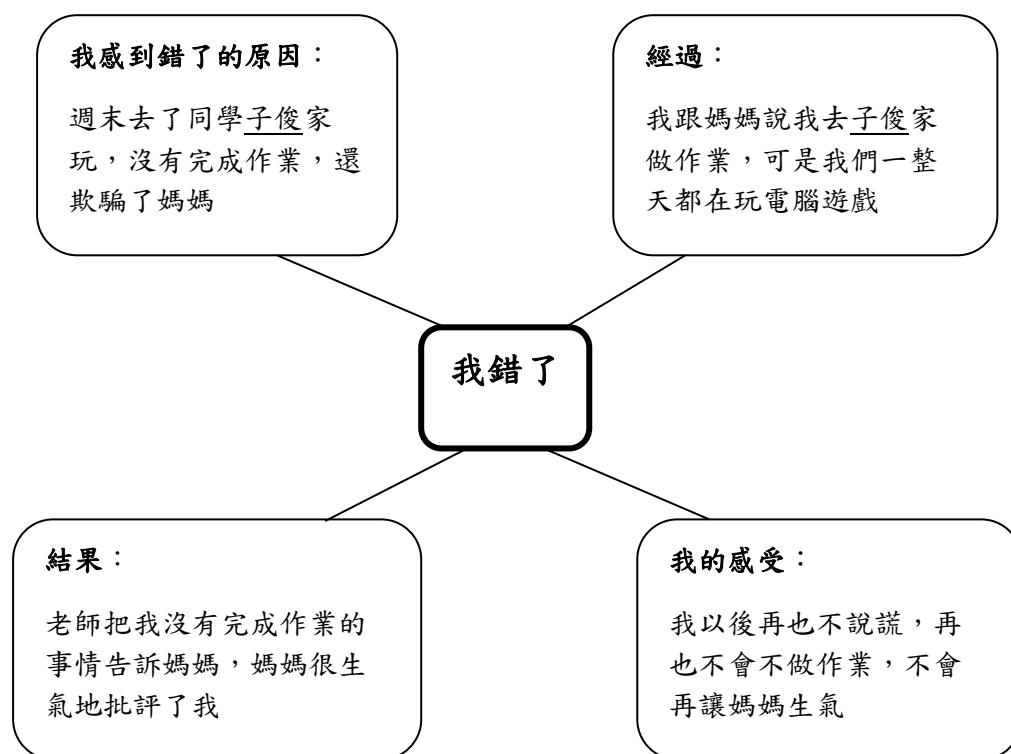 我感到錯了的原因：
週末去了同學子俊家
玩，沒有完成作業，還
欺騙了媽媽
經過：
我跟媽媽說我去子俊家
做作業，可是我們一整
天都在玩電腦遊戲
我錯了
結果：
老師把我沒有完成作業的
事情告訴媽媽，媽媽很生
氣地批評了我
我的感受：
我以後再也不說謊，再
也不會不做作業，不會
再讓媽媽生氣